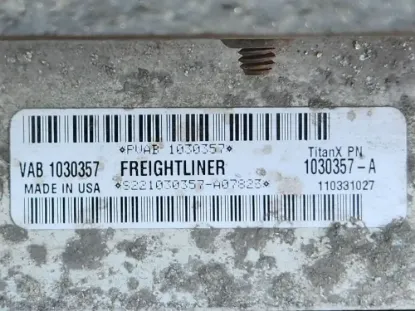 *PVAB 1030357*
TitanX PN
VAB 1030357 FREIGHTLINER 1030357-A
MADE IN USA *S221030357-A07823* 110331027